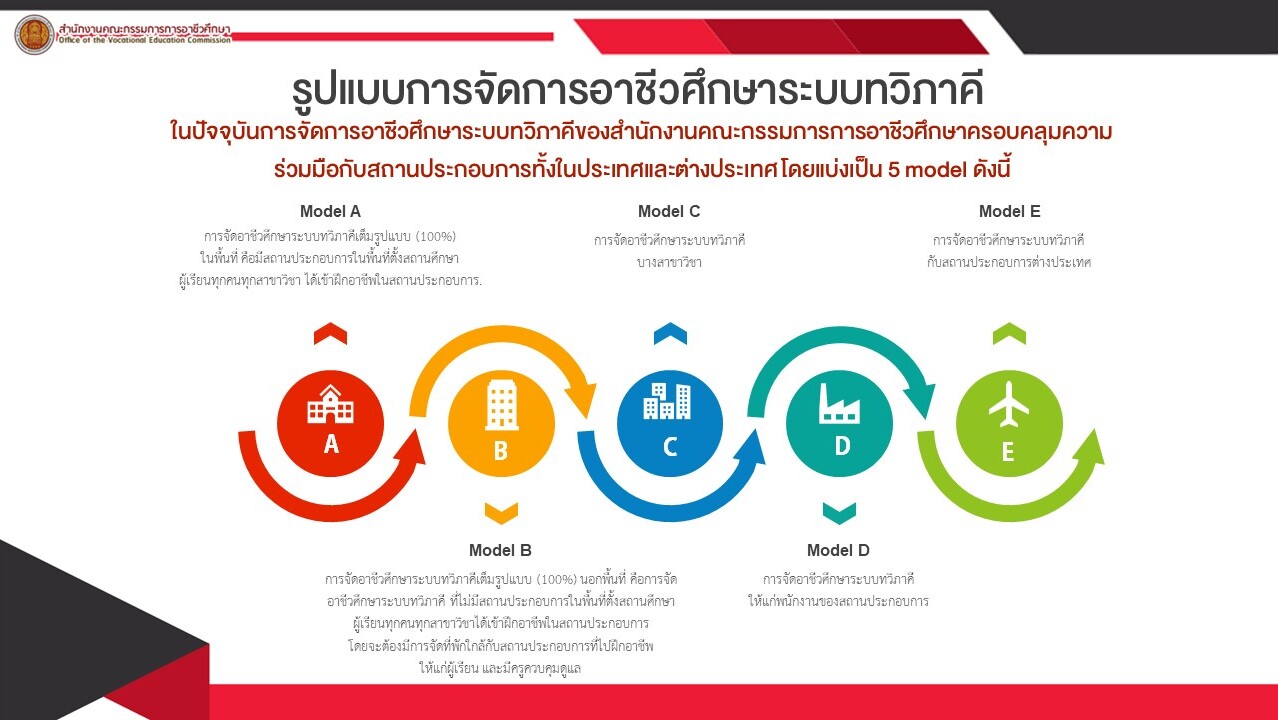 สำนักงานคณะกรรมการการอาชีวศึกษา
Office of the Vocational Education Commission
รูปแบบการจัดการอาชีวศึกษาระบบทวิภาคี
ในปัจจุบันการจัดการอาชีวศึกษาระบบทวิภาคีของสำนักงานคณะกรรมการการอาชีวศึกษาครอบคลุมความ
ร่วมมือกับสถานประกอบการทั้งในประเทศและต่างประเทศ โดยแบ่งเป็น 5 model ดังนี้
Model A
การจัดอาชีวศึกษาระบบทวิภาคีเต็มรูปแบบ (100%)
ในพื้นที่ คือมีสถานประกอบการในพื้นที่ตั้งสถานศึกษา
ผู้เรียนทุกคนทุกสาขาวิชา ได้เข้าฝึกอาชีพในสถานประกอบการ.
Model C
การจัดอาชีวศึกษาระบบทวิภาคี
บางสาขาวิชา
Model E
การจัดอาชีวศึกษาระบบทวิภาคี
กับสถานประกอบการต่างประเทศ
A
B
C
D
E
Model B
การจัดอาชีวศึกษาระบบทวิภาคีเต็มรูปแบบ (100%) นอกพื้นที่ คือการจัด
อาชีวศึกษาระบบทวิภาคี ที่ไม่มีสถานประกอบการในพื้นที่ตั้งสถานศึกษา
ผู้เรียนทุกคนทุกสาขาวิชาได้เข้าฝึกอาชีพในสถานประกอบการ
โดยจะต้องมีการจัดที่พักใกล้กับสถานประกอบการที่ไปฝึกอาชีพ
ให้แก่ผู้เรียน และมีครูควบคุมดูแล
Model D
การจัดอาชีวศึกษาระบบทวิภาคี
ให้แก่พนักงานของสถานประกอบการ